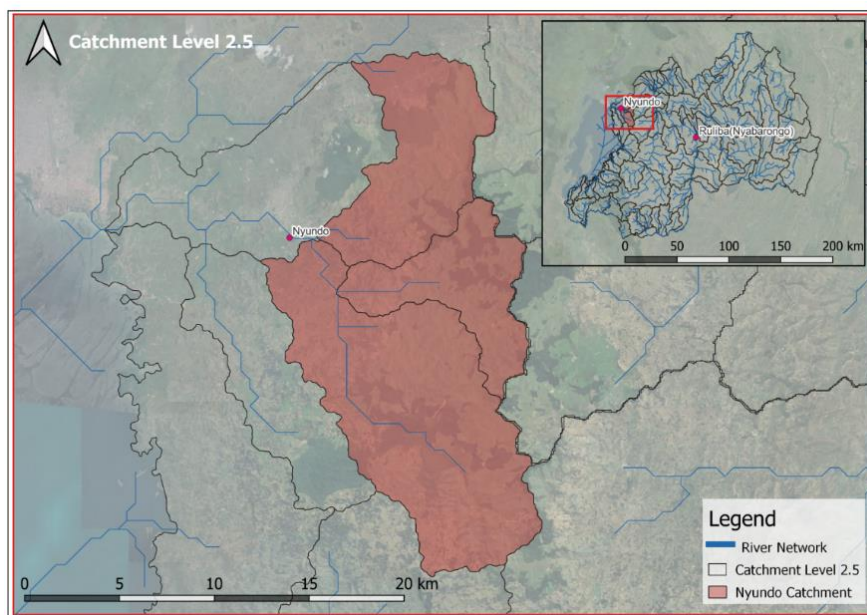 Catchment Level 2.5
Nyundo
Ruliba(Nyabarongo)
0 50 100 150 200 km
Nyundo
Legend
River Network
Catchment Level 2.5
Nyundo Catchment
0 5 10 15 20 km